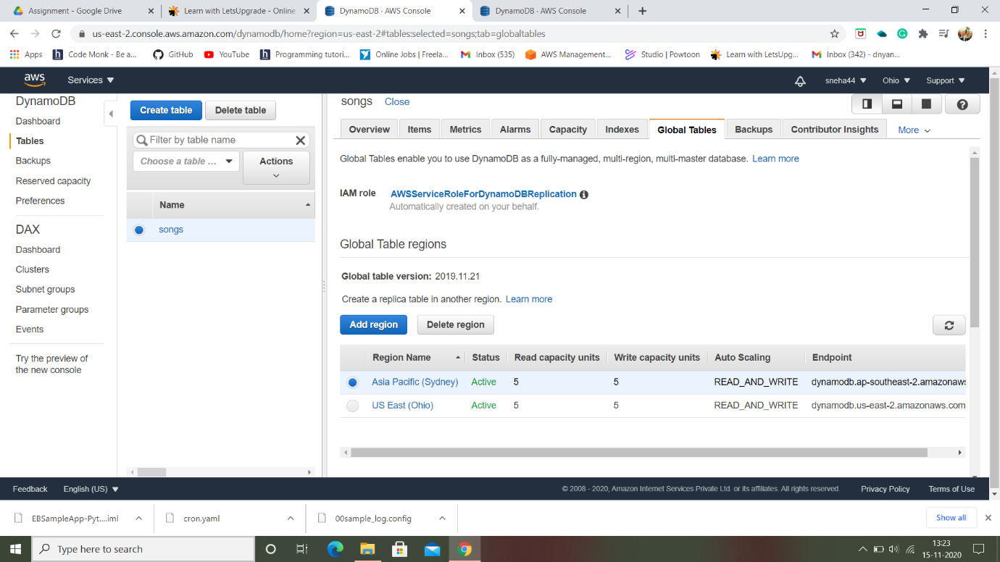 Assignment - Google Drive
Learn with LetsUpgrade - Online
DynamoDB · AWS Console
DynamoDB · AWS Console
us-east-2.console.aws.amazon.com/dynamodb/home?region=us-east-2#tables:selected=songs;tab=globaltables
Apps
Code Monk - Be a...
GitHub
YouTube
Programming tutori...
Online Jobs | Freela...
Inbox (535)
AWS Management...
Studio | Powtoon
Learn with LetsUpg...
Inbox (342) - dnyan...
aws
Services
sneha44
Ohio
Support
DynamoDB
Dashboard
Tables
Backups
Reserved capacity
Preferences
DAX
Dashboard
Clusters
Subnet groups
Parameter groups
Events
Try the preview of
the new console
Create table
Delete table
Filter by table name
Choose a table ...
Actions
Name
songs
songs Close
Overview
Items
Metrics
Alarms
Capacity
Indexes
Global Tables
Backups
Contributor Insights
More
Global Tables enable you to use DynamoDB as a fully-managed, multi-region, multi-master database. Learn more
IAM role AWSServiceRoleForDynamoDBReplication
Automatically created on your behalf.
Global Table regions
Global table version: 2019.11.21
Create a replica table in another region. Learn more
Add region
Delete region
Region Name Status Read capacity units Write capacity units Auto Scaling Endpoint
Asia Pacific (Sydney) Active 5 5 READ_AND_WRITE dynamodb.ap-southeast-2.amazonaws
US East (Ohio) Active 5 5 READ_AND_WRITE dynamodb.us-east-2.amazonaws.com
Feedback
English (US)
© 2008 - 2020, Amazon Internet Services Private Ltd. or its affiliates. All rights reserved.
Privacy Policy
Terms of Use
EBSampleApp-Pyt....iml
cron.yaml
00sample_log.config
Show all
Type here to search
13:23
15-11-2020